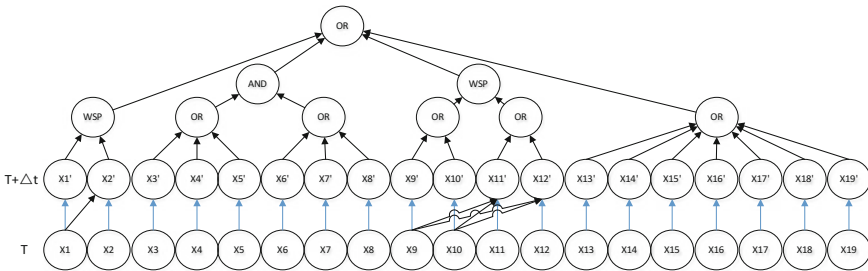 OR
AND WSP
WSP OR OR OR OR OR
T+△t X1' X2' X3' X4' X5' X6' X7' X8' X9' X10' X11' X12' X13' X14' X15' X16' X17' X18' X19'
T X1 X2 X3 X4 X5 X6 X7 X8 X9 X10 X11 X12 X13 X14 X15 X16 X17 X18 X19